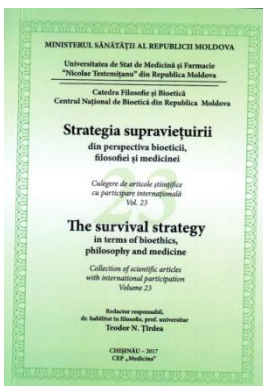 MINISTERUL SĂNĂTĂȚII AL REPUBLICII MOLDOVA
Universitatea de Stat de Medicină și Farmacie
"Nicolae Testemițanu" din Republica Moldova
Catedra Filosofie și Bioetică
Centrul Național de Bioetică din Republica Moldova
23
Strategia supraviețuirii
din perspectiva bioeticii,
filosofiei și medicinei
Culegere de articole științifice
cu participare internațională
Vol. 23
The survival strategy
in terms of bioethics,
philosophy and medicine
Collection of scientific articles
with international participation
Volume 23
Redactor responsabil,
dr. habilitat în filosofie, prof. universitar
Teodor N. Țîrdea
CHIȘINĂU – 2017
CEP „Medicina”